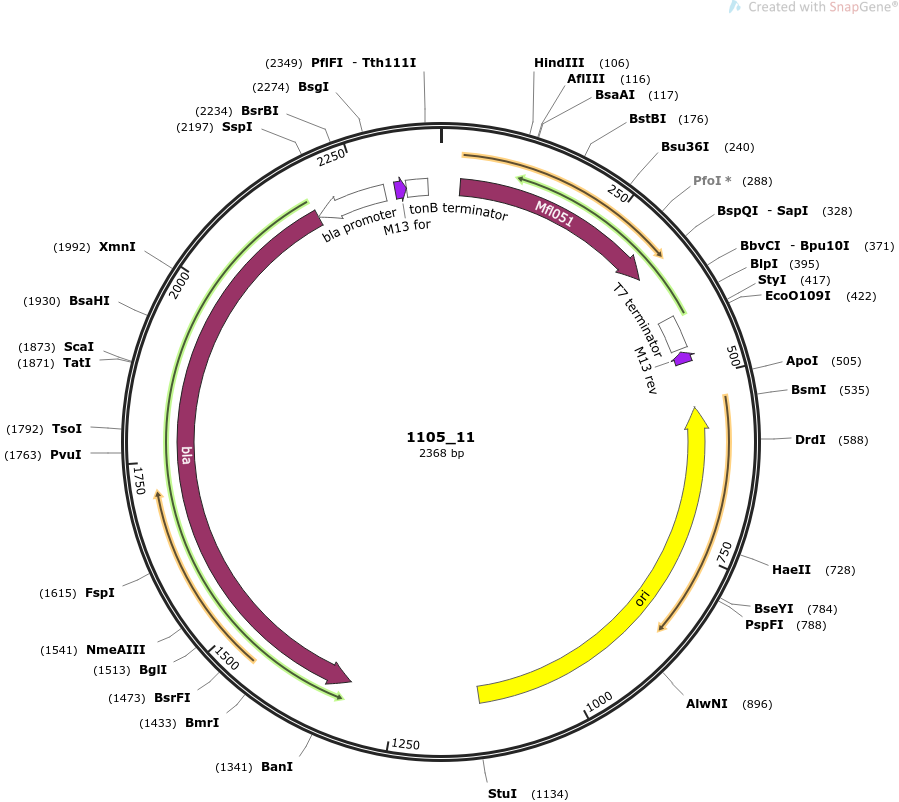 Created with SnapGene®
(2349) PflFI - Tth111I
(2274) BsgI
(2234) BsrBI
(2197) SspI
HindIII (106)
AflIII (116)
BsaAI (117)
BstBI (176)
Bsu36I (240)
PfoI * (288)
BspQI - SapI (328)
BbvCI - Bpu10I (371)
BlpI (395)
StyI (417)
EcoO109I (422)
ApoI (505)
BsmI (535)
DrdI (588)
HaeII (728)
BseYI (784)
PspFI (788)
AlwNI (896)
StuI (1134)
(1341) BanI
(1433) BmrI
(1473) BsrFI
(1513) BglI
(1541) NmeAIII
(1615) FspI
(1763) PvuI
(1792) TsoI
(1871) TatI
(1873) ScaI
(1930) BsaHI
(1992) XmnI
250
500
750
1000
1250
1500
1750
2000
2250
Mfl051
T7 terminator
M13 rev
ori
bla
bla promoter
M13 for
tonB terminator
1105_11
2368 bp